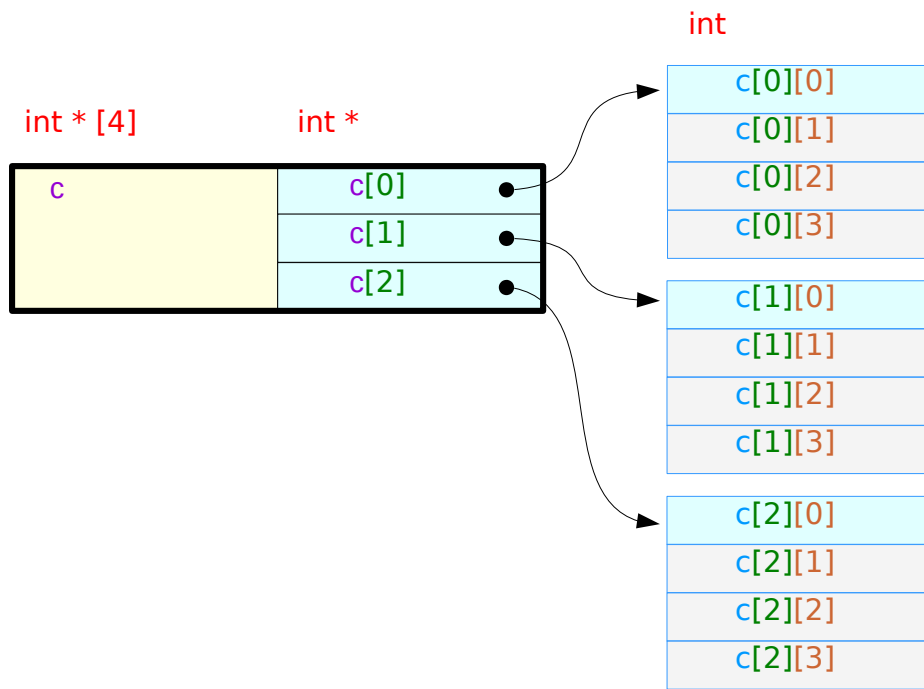 int
int * [4]
int *
c
c[0]
c[1]
c[2]
c[0][0]
c[0][1]
c[0][2]
c[0][3]
c[1][0]
c[1][1]
c[1][2]
c[1][3]
c[2][0]
c[2][1]
c[2][2]
c[2][3]